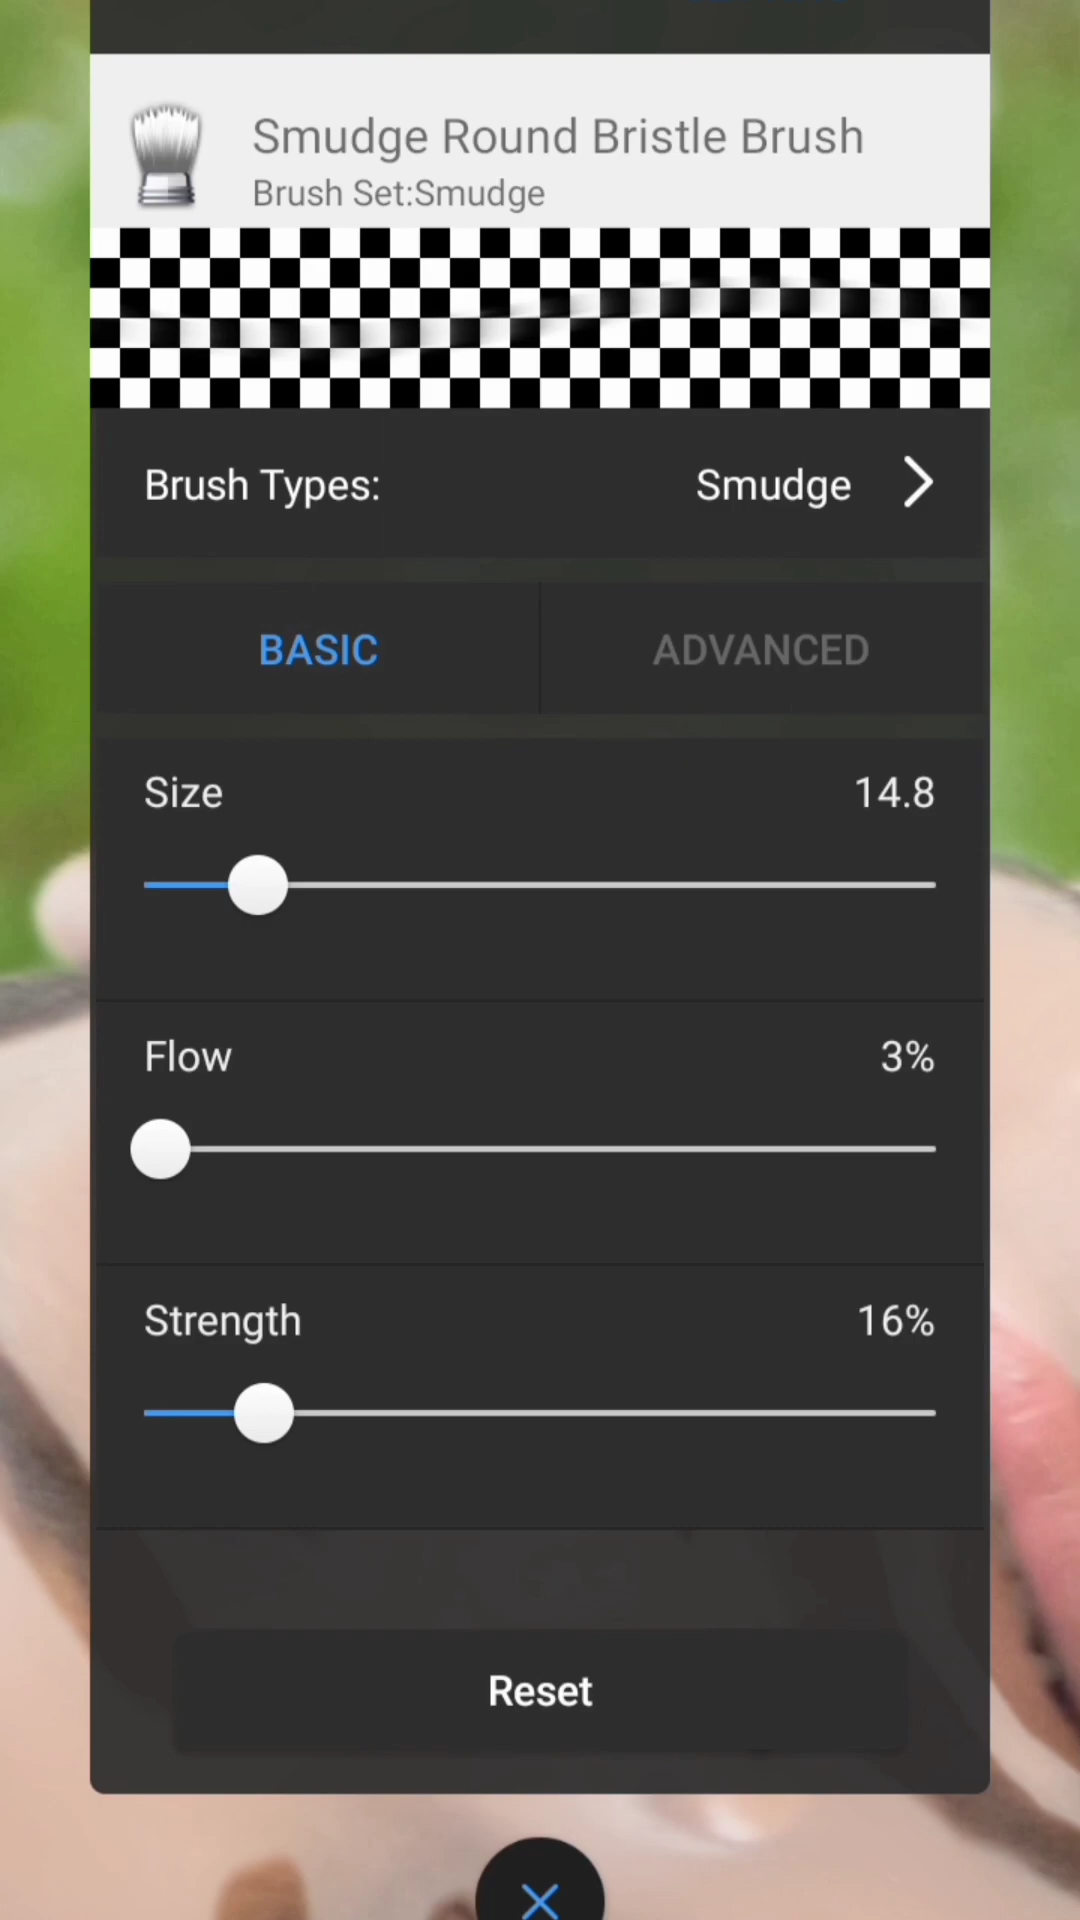 Smudge Round Bristle Brush
Brush Set:Smudge
Brush Types: Smudge
BASIC ADVANCED
Size 14.8
Flow 3%
Strength 16%
Reset